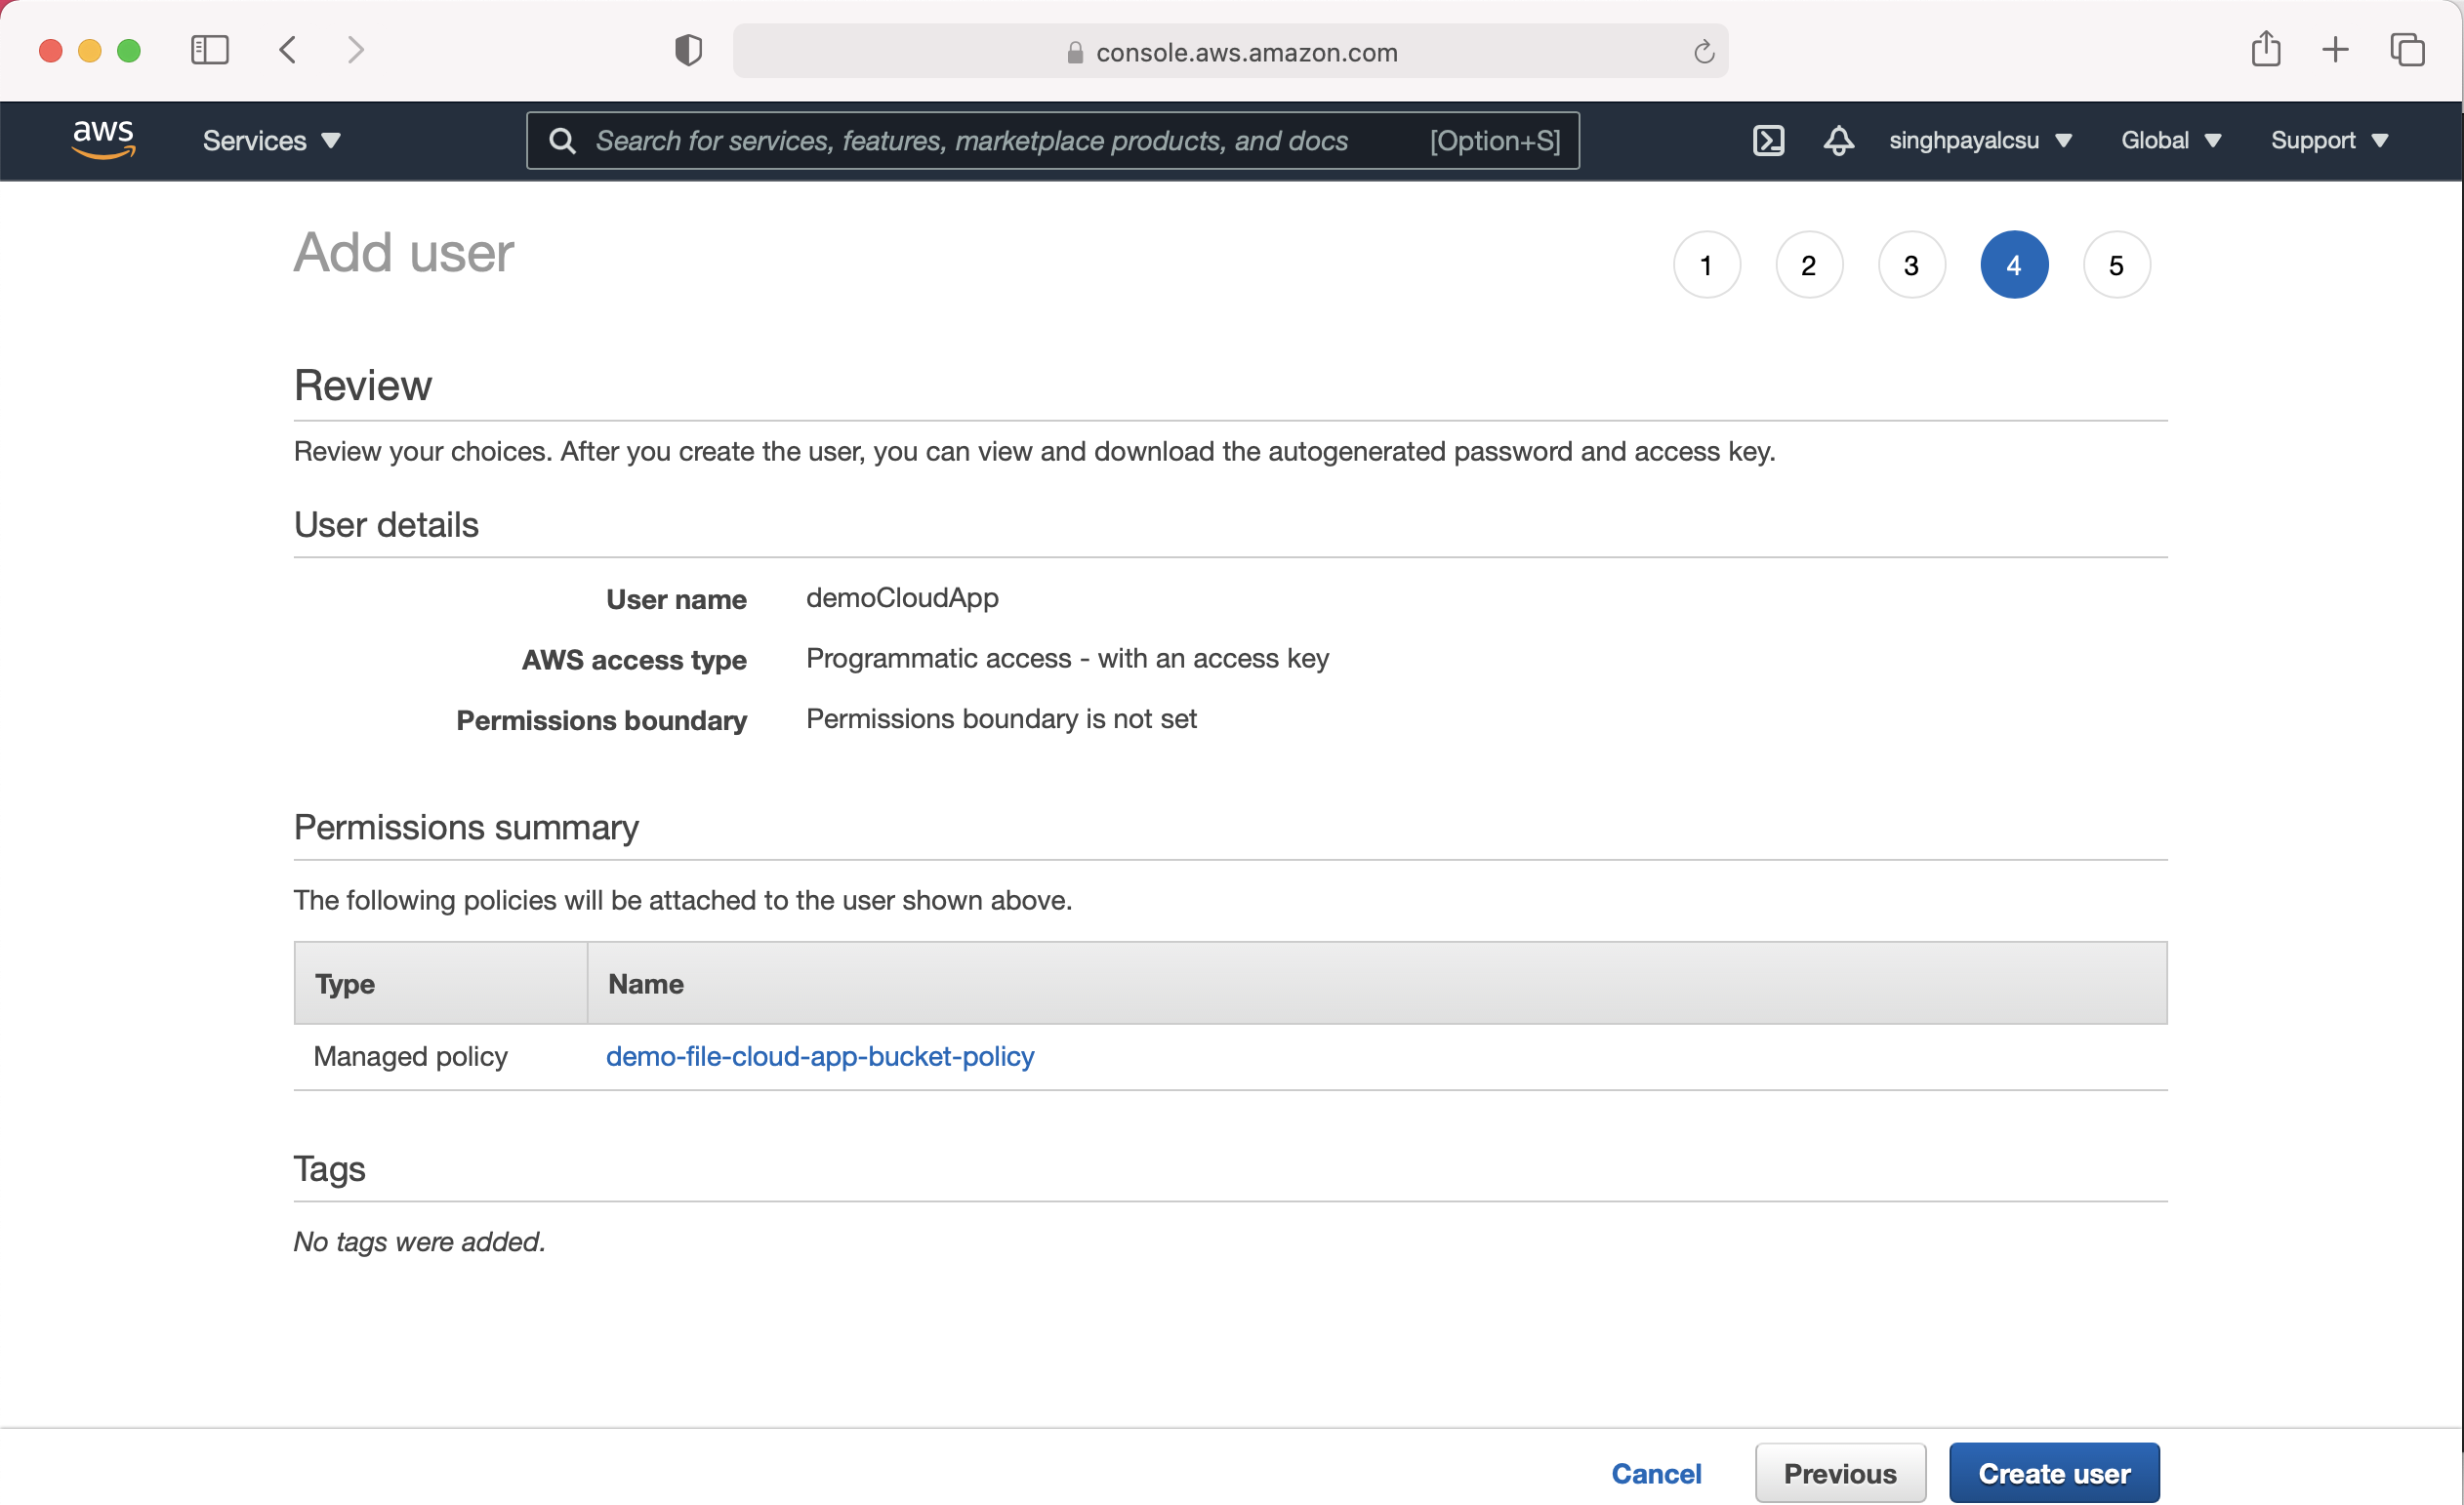 console.aws.amazon.com
aws Services Search for services, features, marketplace products, and docs [Option+S] singhpayalcsu Global Support
Add user 1 2 3 4 5
Review
Review your choices. After you create the user, you can view and download the autogenerated password and access key.
User details
User name demoCloudApp
AWS access type Programmatic access - with an access key
Permissions boundary Permissions boundary is not set
Permissions summary
The following policies will be attached to the user shown above.
Type Name
Managed policy demo-file-cloud-app-bucket-policy
Tags
No tags were added.
Cancel Previous Create user